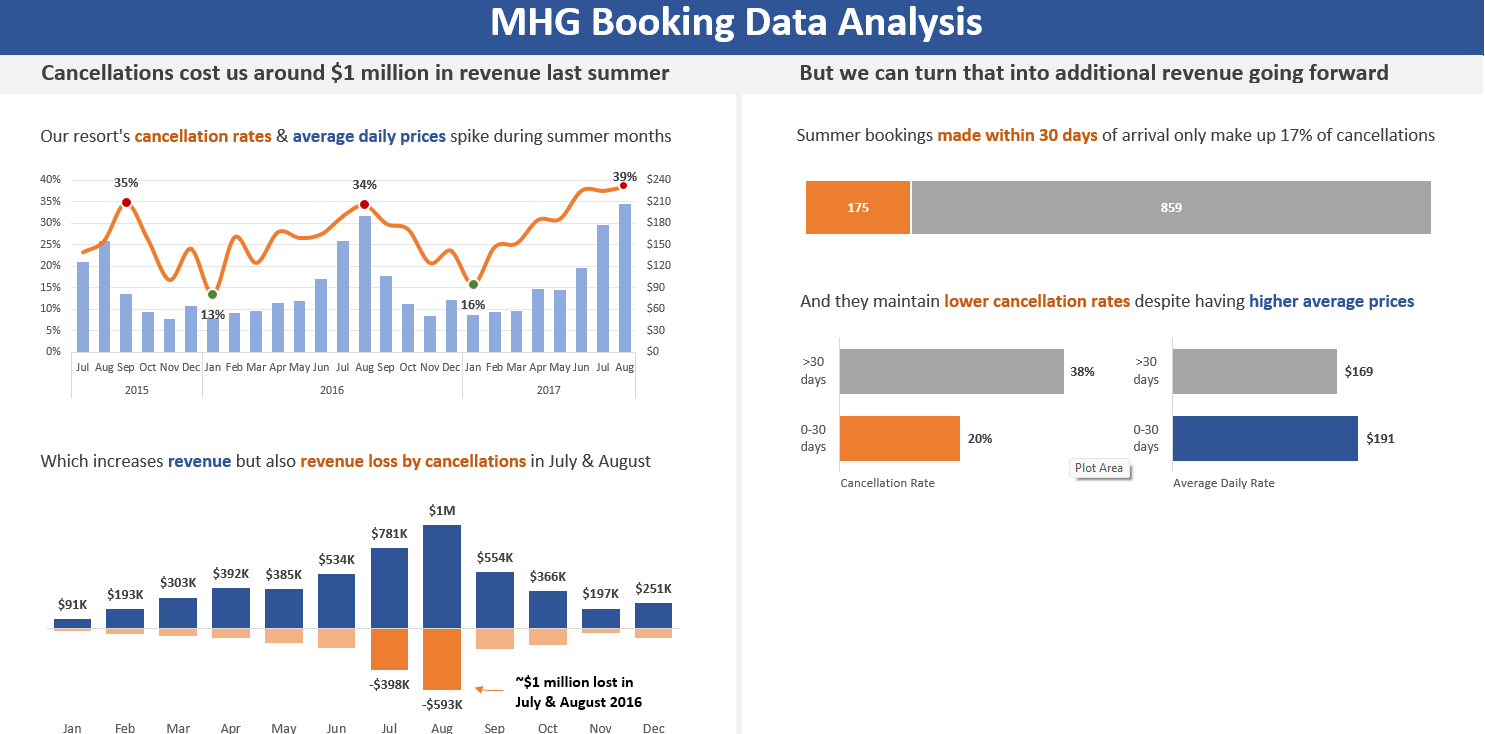 MHG Booking Data Analysis
Cancellations cost us around $1 million in revenue last summer
Our resort's cancellation rates & average daily prices spike during summer months
40%
35%
30%
25%
20%
15%
10%
5%
0%
35%
13%
34%
16%
39%
$240
$210
$180
$150
$120
$90
$60
$30
$0
Jul Aug Sep Oct Nov Dec Jan Feb Mar Apr May Jun Jul Aug Sep Oct Nov Dec Jan Feb Mar Apr May Jun Jul Aug
2015 2016 2017
Which increases revenue but also revenue loss by cancellations in July & August
$91K
$193K
$303K
$392K
$385K
$534K
$781K
$1M
$554K
$366K
$197K
$251K
-$398K
-$593K
~$1 million lost in
July & August 2016
Jan Feb Mar Apr May Jun Jul Aug Sep Oct Nov Dec
But we can turn that into additional revenue going forward
Summer bookings made within 30 days of arrival only make up 17% of cancellations
175 859
And they maintain lower cancellation rates despite having higher average prices
>30
days
38%
0-30
days
20%
Cancellation Rate
Plot Area
>30
days
$169
0-30
days
$191
Average Daily Rate